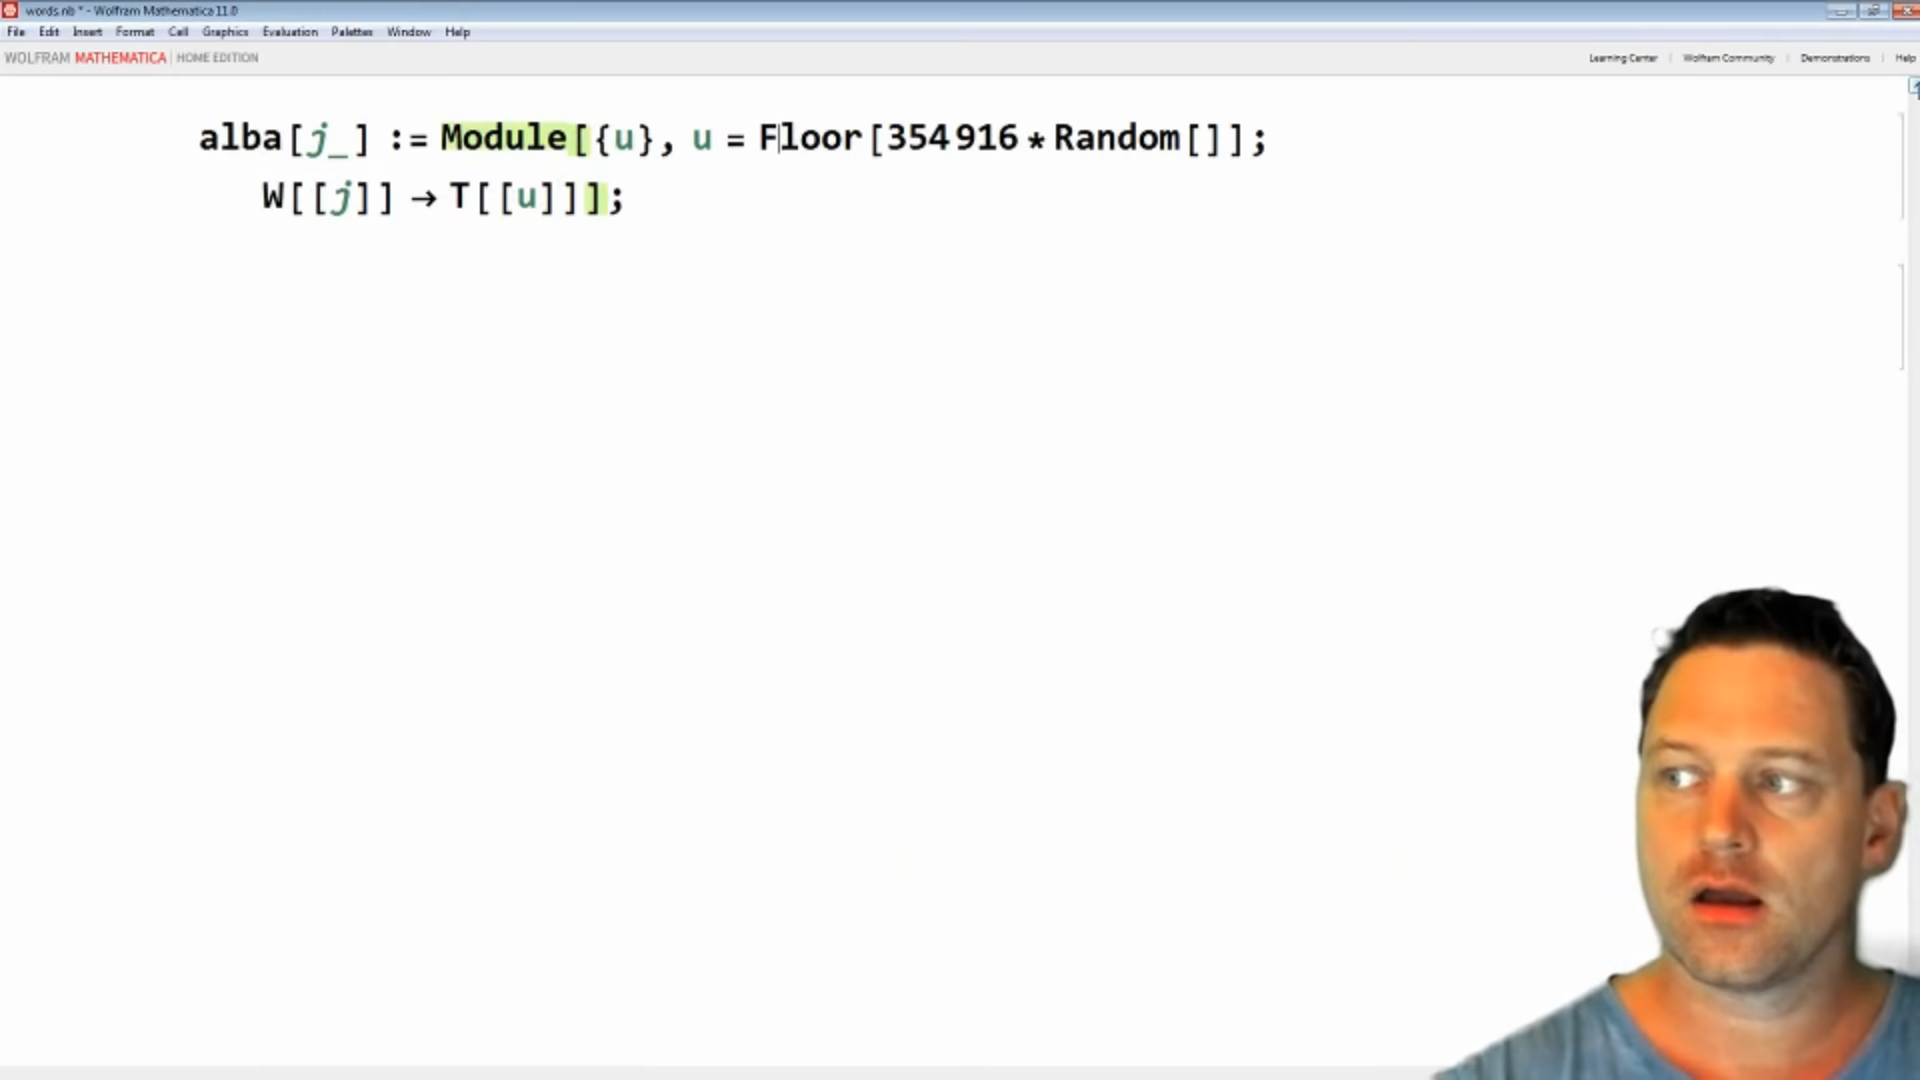 words.nb * - Wolfram Mathematica 11.0
File Edit Insert Format Cell Graphics Evaluation Palettes Window Help
WOLFRAM MATHEMATICA | HOME EDITION
Learning Center | Wolfram Community | Demonstrations | Help
alba[j_] := Module[{u}, u = Floor[354916*Random[]];
W[[j]] → T[[u]]];